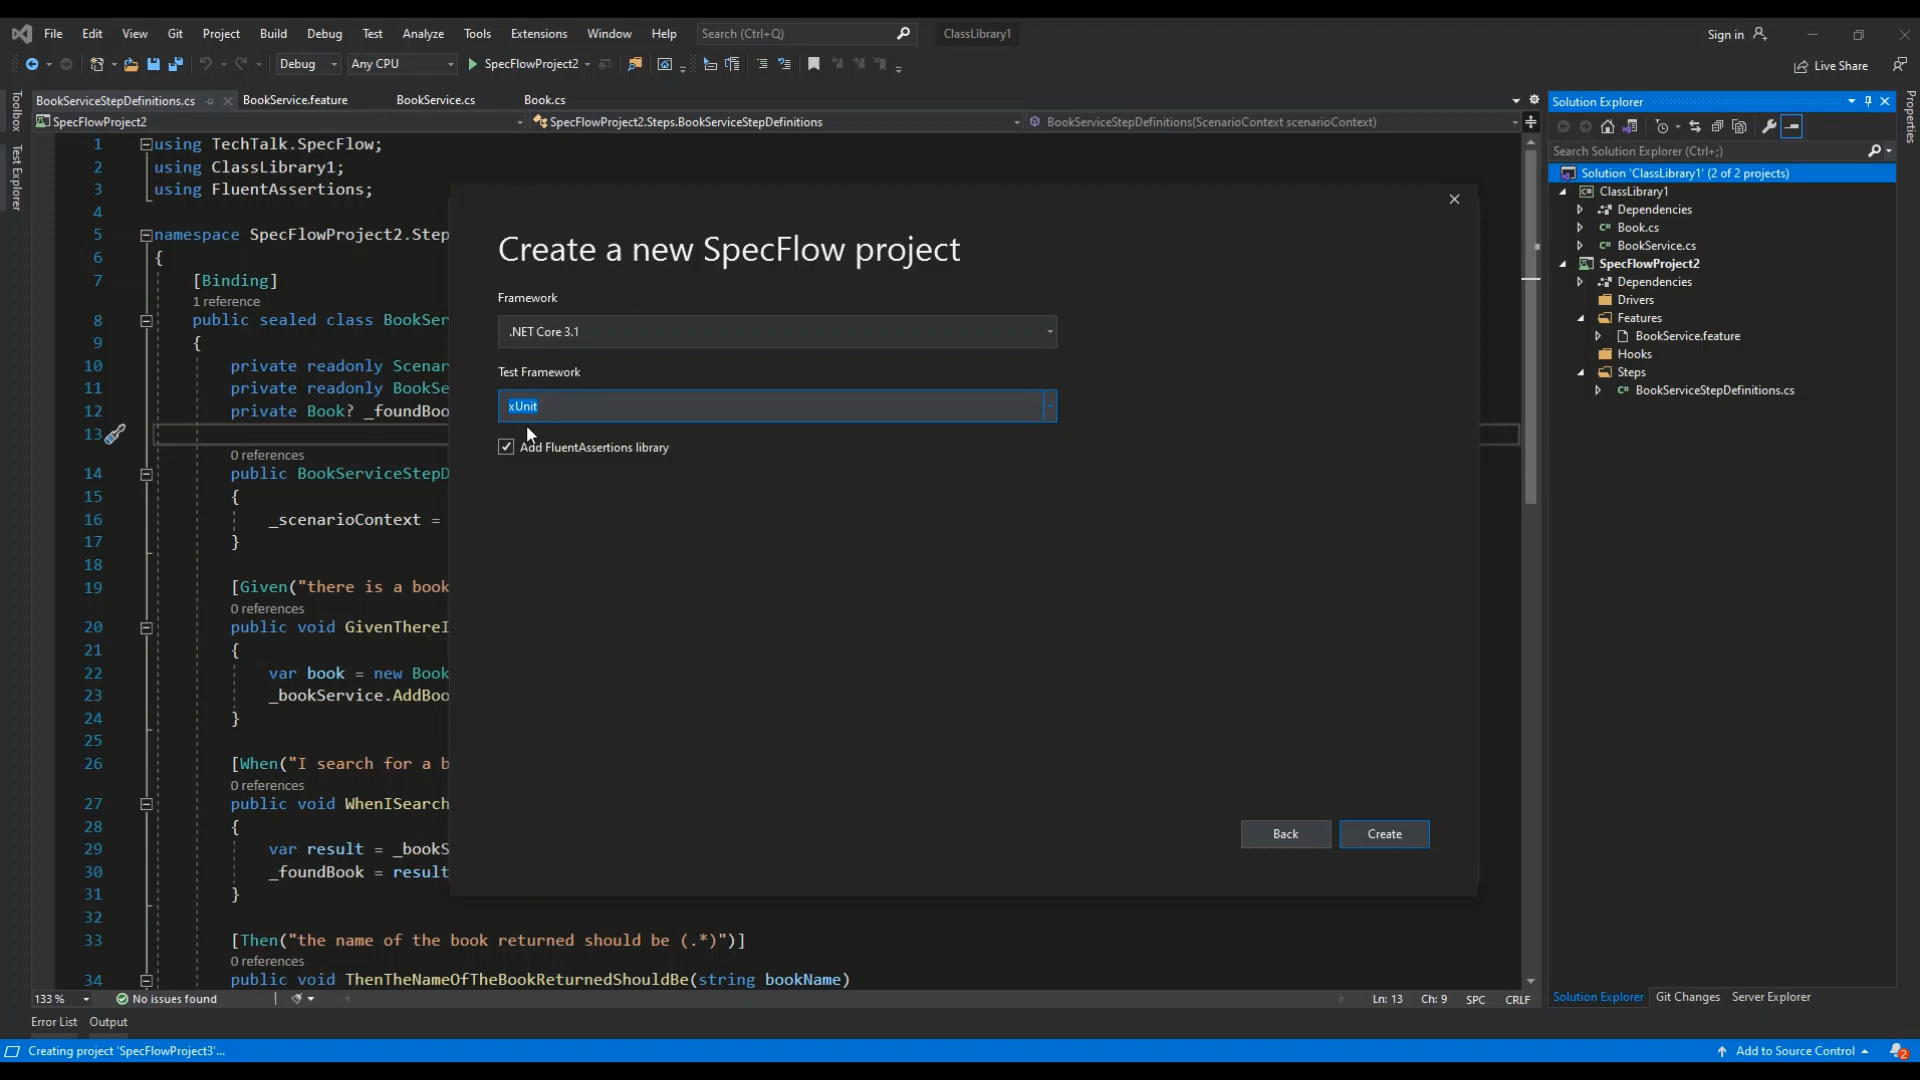 File Edit View Git Project Build Debug Test Analyze Tools Extensions Window Help Search (Ctrl+Q) ClassLibrary1 Sign in
Debug Any CPU SpecFlowProject2 Live Share
BookServiceStepDefinitions.cs BookService.feature BookService.cs Book.cs
SpecFlowProject2 SpecFlowProject2.Steps.BookServiceStepDefinitions BookServiceStepDefinitions(ScenarioContext scenarioContext)
Toolbox
Test Explorer
1 using TechTalk.SpecFlow;
2 using ClassLibrary1;
3 using FluentAssertions;
4
5 namespace SpecFlowProject2.Step
6 {
7 [Binding]
1 reference
8 public sealed class BookSer
9 {
10 private readonly Scenar
11 private readonly BookSe
12 private Book? _foundBoo
13
0 references
14 public BookServiceStepD
15 {
16 _scenarioContext =
17 }
18
19 [Given("there is a book
0 references
20 public void GivenThereI
21 {
22 var book = new Book
23 _bookService.AddBoo
24 }
25
26 [When("I search for a b
0 references
27 public void WhenISearch
28 {
29 var result = _bookS
30 _foundBook = result
31 }
32
33 [Then("the name of the book returned should be (.*)")]
0 references
34 public void ThenTheNameOfTheBookReturnedShouldBe(string bookName)
Create a new SpecFlow project
Framework
.NET Core 3.1
Test Framework
xUnit
Add FluentAssertions library
Back Create
Solution Explorer
Search Solution Explorer (Ctrl+;)
Solution 'ClassLibrary1' (2 of 2 projects)
ClassLibrary1
Dependencies
Book.cs
BookService.cs
SpecFlowProject2
Dependencies
Drivers
Features
BookService.feature
Hooks
Steps
BookServiceStepDefinitions.cs
Properties
133 % No issues found Ln: 13 Ch: 9 SPC CRLF
Solution Explorer Git Changes Server Explorer
Error List Output
Creating project 'SpecFlowProject3'... Add to Source Control 2